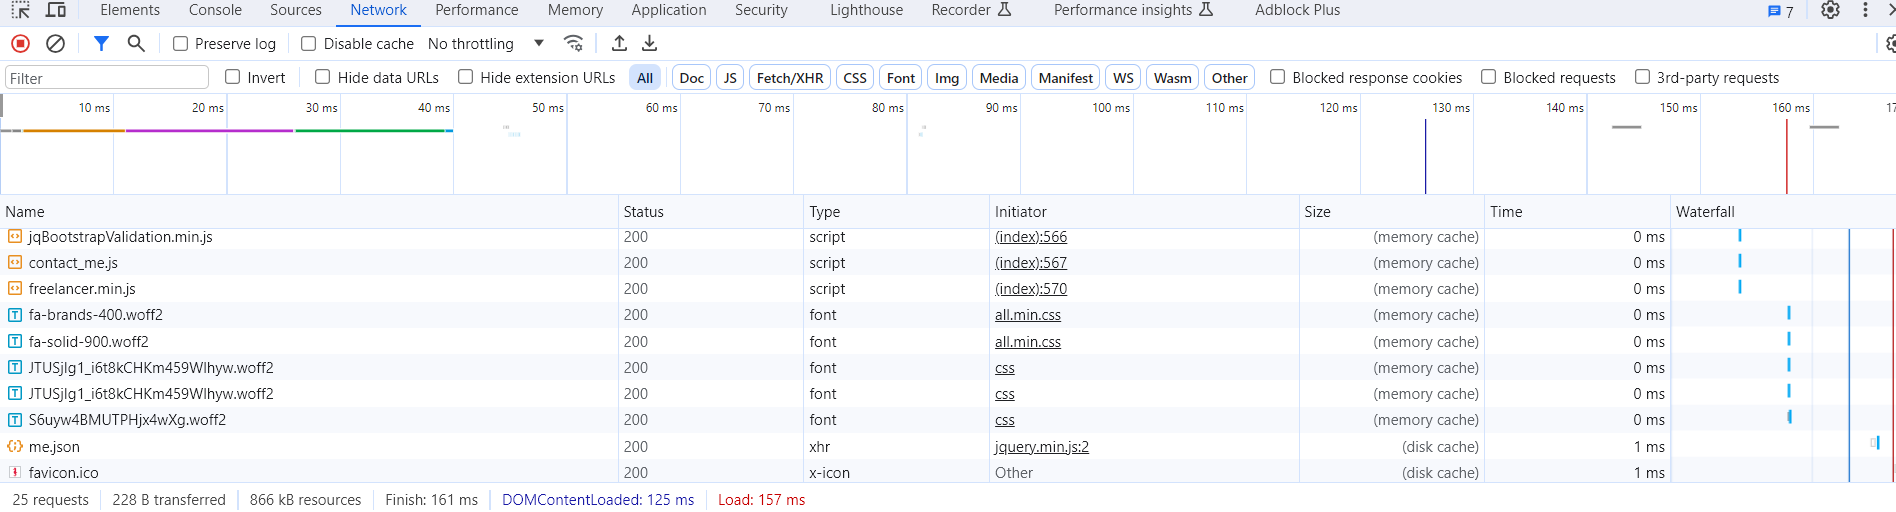 Elements Console Sources Network Performance Memory Application Security Lighthouse Recorder Performance insights Adblock Plus 7
Preserve log Disable cache No throttling
Filter Invert Hide data URLs Hide extension URLs All Doc JS Fetch/XHR CSS Font Img Media Manifest WS Wasm Other Blocked response cookies Blocked requests 3rd-party requests
10 ms 20 ms 30 ms 40 ms 50 ms 60 ms 70 ms 80 ms 90 ms 100 ms 110 ms 120 ms 130 ms 140 ms 150 ms 160 ms 17
Name Status Type Initiator Size Time Waterfall
jqBootstrapValidation.min.js 200 script (index):566 (memory cache) 0 ms
contact_me.js 200 script (index):567 (memory cache) 0 ms
freelancer.min.js 200 script (index):570 (memory cache) 0 ms
fa-brands-400.woff2 200 font all.min.css (memory cache) 0 ms
fa-solid-900.woff2 200 font all.min.css (memory cache) 0 ms
JTUSjIg1_i6t8kCHKm459Wlhyw.woff2 200 font css (memory cache) 0 ms
JTUSjIg1_i6t8kCHKm459Wlhyw.woff2 200 font css (memory cache) 0 ms
S6uyw4BMUTPHjx4wXg.woff2 200 font css (memory cache) 0 ms
me.json 200 xhr jquery.min.js:2 (disk cache) 1 ms
favicon.ico 200 x-icon Other (disk cache) 1 ms
25 requests 228 B transferred 866 kB resources Finish: 161 ms DOMContentLoaded: 125 ms Load: 157 ms